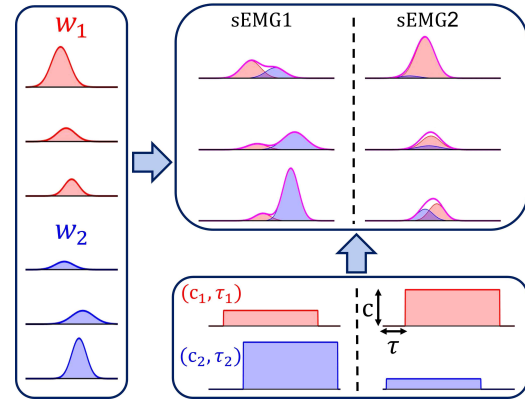 w₁
w₂
sEMG1
sEMG2
(c₁, τ₁)
(c₂, τ₂)
c
τ